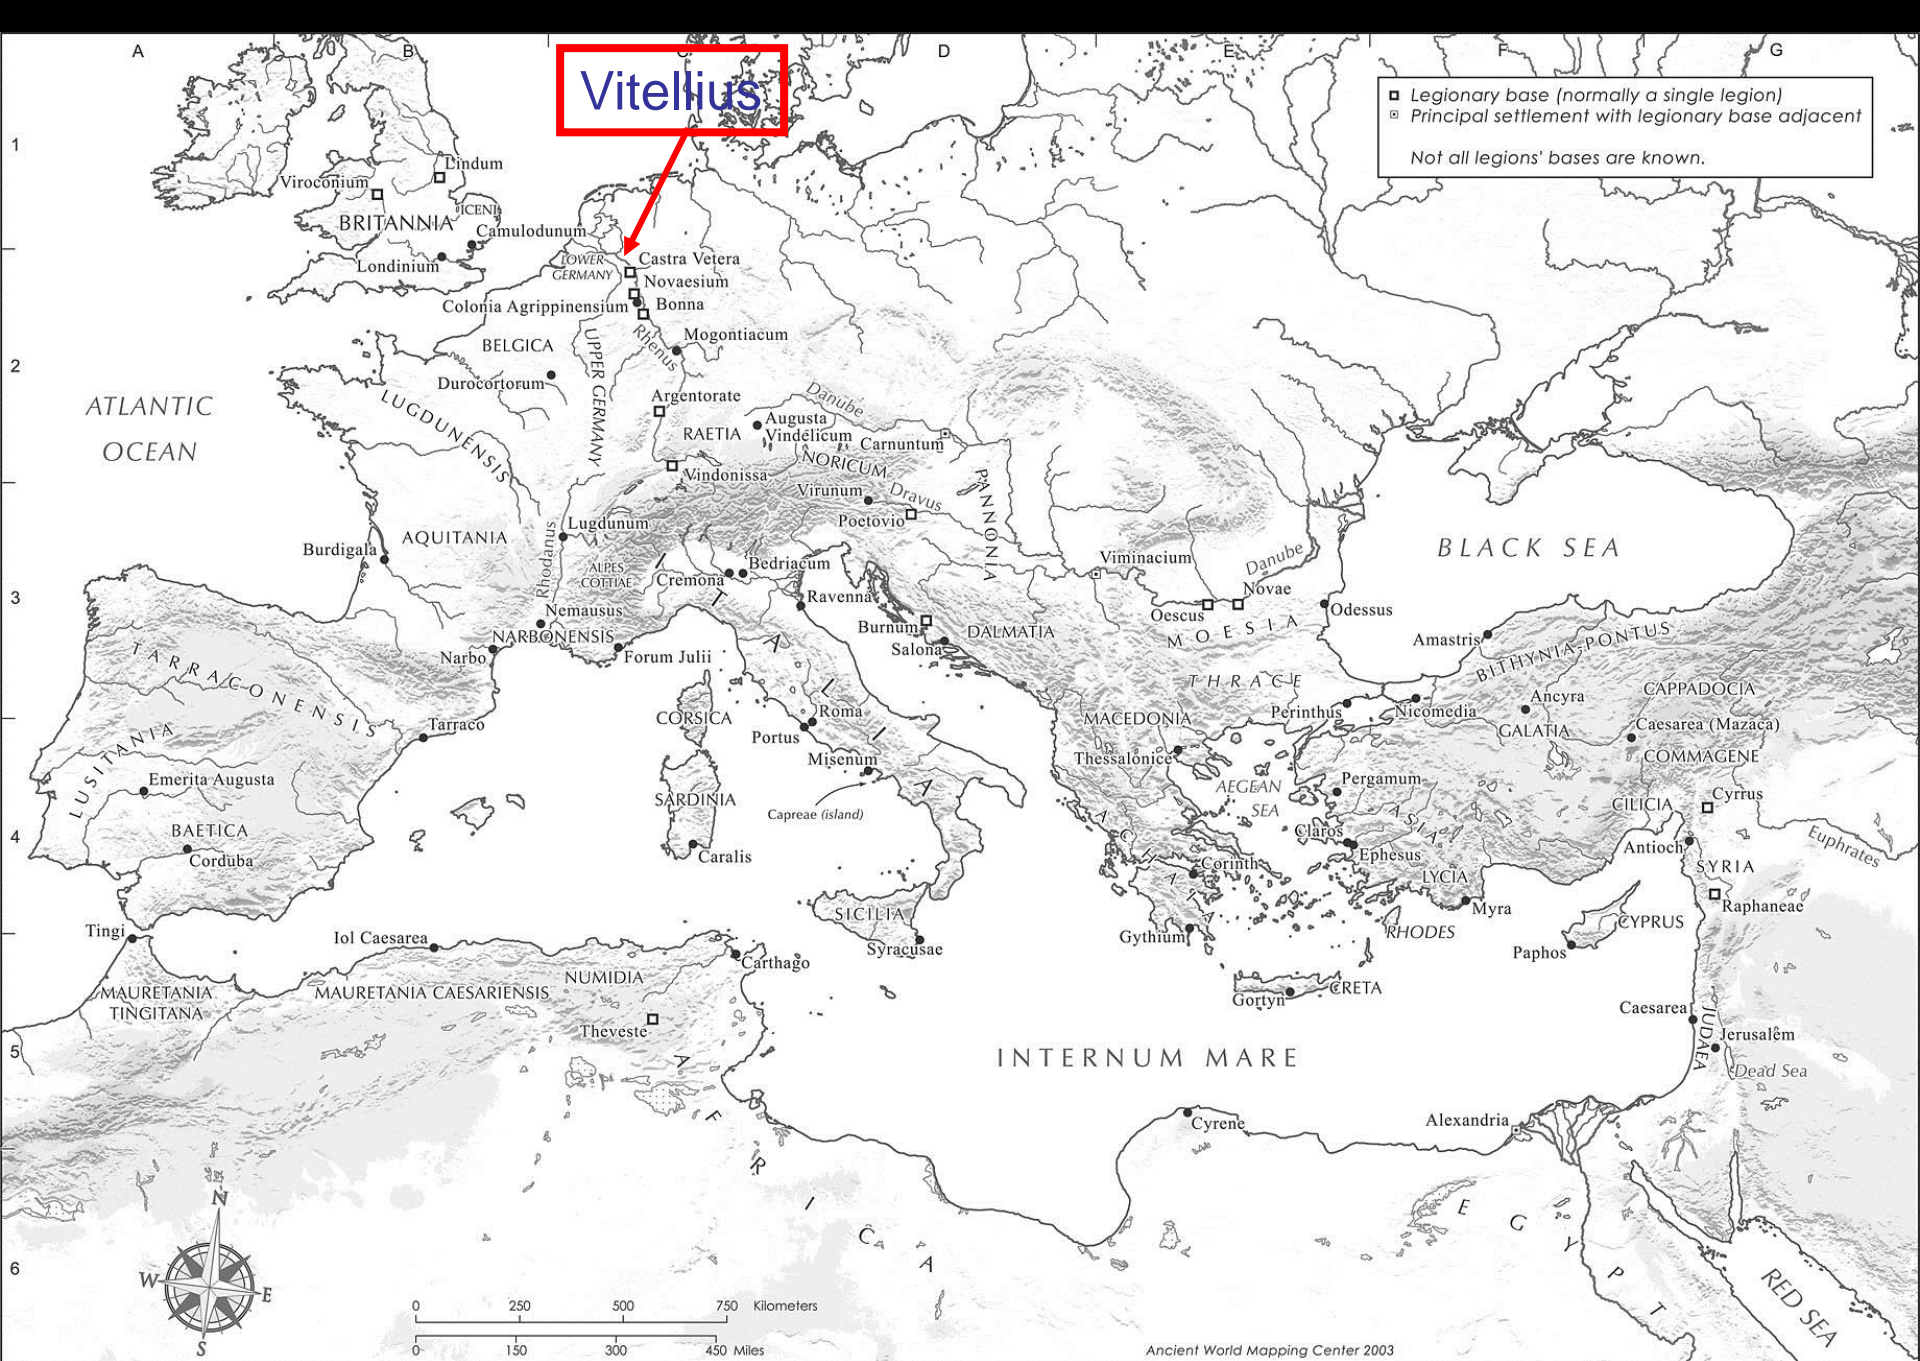 A
B
C
D
E
F
G
Vitellius
Legionary base (normally a single legion)
Principal settlement with legionary base adjacent
Not all legions' bases are known.
1
Lindum
Viroconium
ICENI
BRITANNIA
Camulodunum
Londinium
LOWER
GERMANY
Castra Vetera
Novaesium
Colonia Agrippinensium
Bonna
Rhenus
Mogontiacum
2
BELGICA
UPPER GERMANY
Durocortorum
ATLANTIC
OCEAN
LUGDUNENSIS
Argentorate
Danube
Augusta
Vindelicum
RAETIA
Carnuntum
NORICUM
Vindonissa
PANNONIA
Virunum
Dravus
Poetovio
Lugdunum
AQUITANIA
Rhodanus
Burdigala
ALPES
COTTIAE
Cremona
Bedriacum
Viminacium
Danube
BLACK SEA
3
Nemausus
NARBONENSIS
Ravenna
Novae
Oescus
Odessus
MOESIA
Burnum
DALMATIA
Salona
Narbo
Forum Julii
Amastris
BITHYNIA-PONTUS
TARRACONENSIS
ITALIA
THRACE
CAPPADOCIA
CORSICA
Roma
Portus
MACEDONIA
Perinthus
Nicomedia
Ancyra
GALATIA
Caesarea (Mazaca)
COMMAGENE
Tarraco
LUSITANIA
Thessalonice
Misenum
Emerita Augusta
Pergamum
AEGEAN
SEA
SARDINIA
Capreae (island)
CILICIA
Cyrrus
4
BAETICA
Corduba
Claros
ASIA
Ephesus
Antioch
Euphrates
Caralis
ACHAIA
Corinth
LYCIA
SYRIA
Myra
Raphaneae
SICILIA
Syracusae
Gythium
RHODES
CYPRUS
Paphos
Tingi
Iol Caesarea
Carthago
NUMIDIA
MAURETANIA
TINGITANA
MAURETANIA CAESARIENSIS
Gortyn
CRETA
Theveste
Caesarea
JUDAEA
Jerusalem
5
INTERNUM MARE
Dead Sea
AFRICA
Cyrene
Alexandria
EGYPT
RED SEA
6
N
W
E
S
0 250 500 750 Kilometers
0 150 300 450 Miles
Ancient World Mapping Center 2003